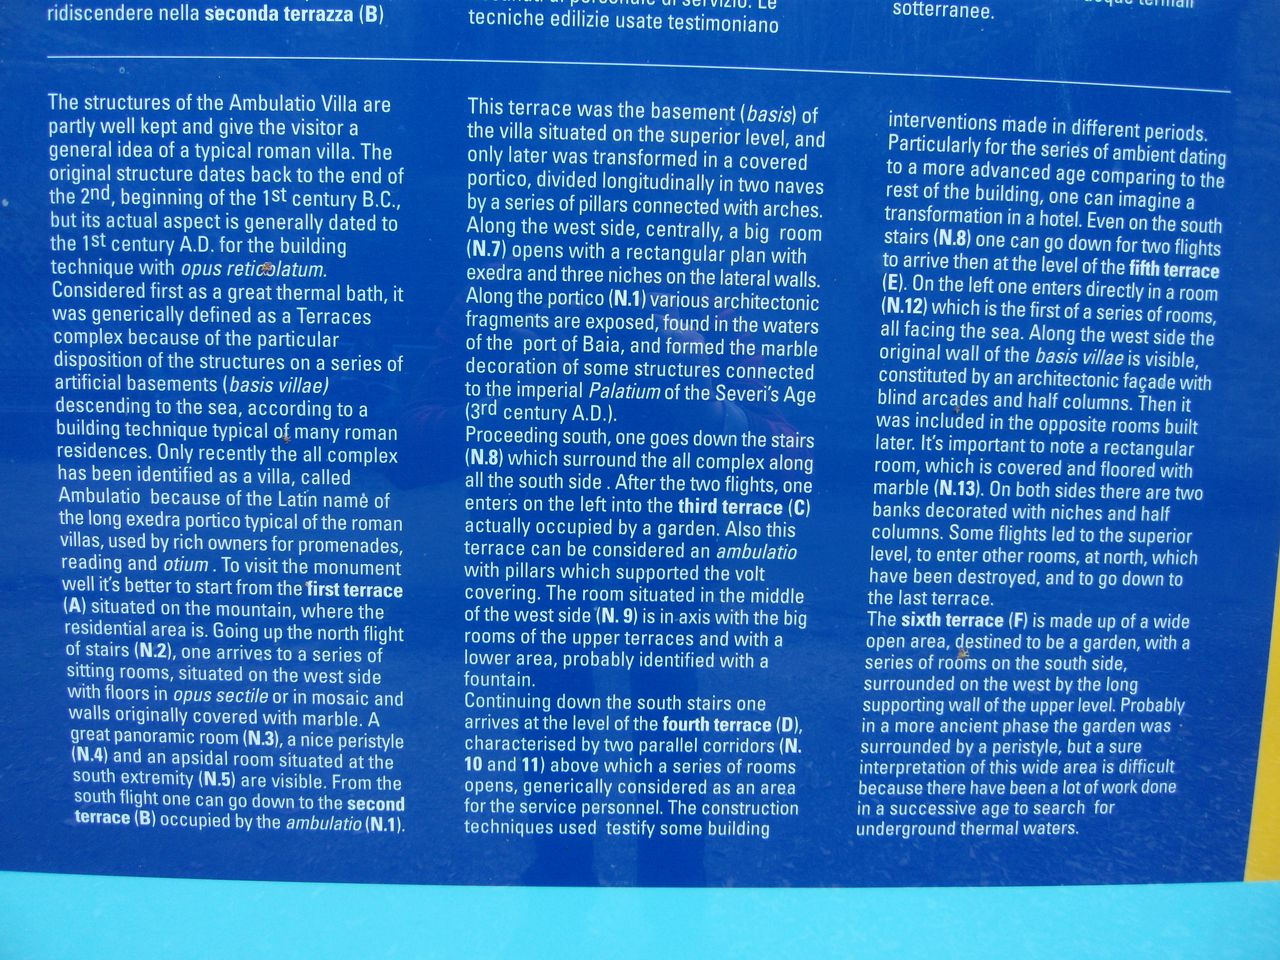 ridiscendere nella seconda terrazza (B)
The structures of the Ambulatio Villa are
partly well kept and give the visitor a
general idea of a typical roman villa. The
original structure dates back to the end of
the 2nd, beginning of the 1st century B.C.,
but its actual aspect is generally dated to
the 1st century A.D. for the building
technique with opus reticolatum.
Considered first as a great thermal bath, it
was generically defined as a Terraces
complex because of the particular
disposition of the structures on a series of
artificial basements (basis villae)
descending to the sea, according to a
building technique typical of many roman
residences. Only recently the all complex
has been identified as a villa, called
Ambulatio because of the Latin name of
the long exedra portico typical of the roman
villas, used by rich owners for promenades,
reading and otium . To visit the monument
well it's better to start from the first terrace
(A) situated on the mountain, where the
residential area is. Going up the north flight
of stairs (N.2), one arrives to a series of
sitting rooms, situated on the west side
with floors in opus sectile or in mosaic and
walls originally covered with marble. A
great panoramic room (N.3), a nice peristyle
(N.4) and an apsidal room situated at the
south extremity (N.5) are visible. From the
south flight one can go down to the second
terrace (B) occupied by the ambulatio (N.1).
di personale di servizio. Le
tecniche edilizie usate testimoniano
This terrace was the basement (basis) of
the villa situated on the superior level, and
only later was transformed in a covered
portico, divided longitudinally in two naves
by a series of pillars connected with arches.
Along the west side, centrally, a big room
(N.7) opens with a rectangular plan with
exedra and three niches on the lateral walls.
Along the portico (N.1) various architectonic
fragments are exposed, found in the waters
of the port of Baia, and formed the marble
decoration of some structures connected
to the imperial Palatium of the Severi's Age
(3rd century A.D.).
Proceeding south, one goes down the stairs
(N.8) which surround the all complex along
all the south side . After the two flights, one
enters on the left into the third terrace (C)
actually occupied by a garden. Also this
terrace can be considered an ambulatio
with pillars which supported the volt
covering. The room situated in the middle
of the west side (N. 9) is in axis with the big
rooms of the upper terraces and with a
lower area, probably identified with a
fountain.
Continuing down the south stairs one
arrives at the level of the fourth terrace (D),
characterised by two parallel corridors (N.
10 and 11) above which a series of rooms
opens, generically considered as an area
for the service personnel. The construction
techniques used testify some building
termali
sotterranee.
interventions made in different periods.
Particularly for the series of ambient dating
to a more advanced age comparing to the
rest of the building, one can imagine a
transformation in a hotel. Even on the south
stairs (N.8) one can go down for two flights
to arrive then at the level of the fifth terrace
(E). On the left one enters directly in a room
(N.12) which is the first of a series of rooms,
all facing the sea. Along the west side the
original wall of the basis villae is visible,
constituted by an architectonic façade with
blind arcades and half columns. Then it
was included in the opposite rooms built
later. It's important to note a rectangular
room, which is covered and floored with
marble (N.13). On both sides there are two
banks decorated with niches and half
columns. Some flights led to the superior
level, to enter other rooms, at north, which
have been destroyed, and to go down to
the last terrace.
The sixth terrace (F) is made up of a wide
open area, destined to be a garden, with a
series of rooms on the south side,
surrounded on the west by the long
supporting wall of the upper level. Probably
in a more ancient phase the garden was
surrounded by a peristyle, but a sure
interpretation of this wide area is difficult
because there have been a lot of work done
in a successive age to search for
underground thermal waters.